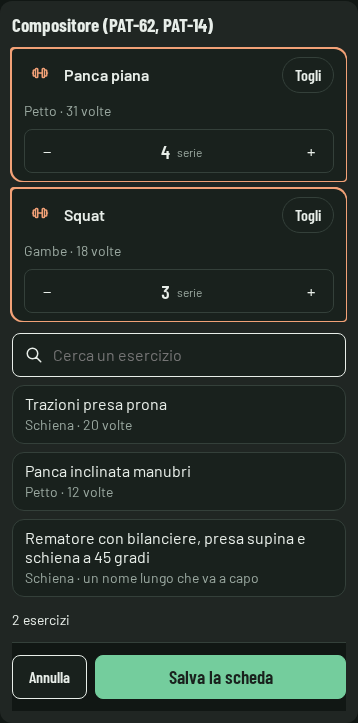 Compositore (PAT-62, PAT-14)
Panca piana
Togli
Petto · 31 volte
− 4 serie +
Squat
Togli
Gambe · 18 volte
− 3 serie +
Cerca un esercizio
Trazioni presa prona
Schiena · 20 volte
Panca inclinata manubri
Petto · 12 volte
Rematore con bilanciere, presa supina e
schiena a 45 gradi
Schiena · un nome lungo che va a capo
2 esercizi
Annulla
Salva la scheda